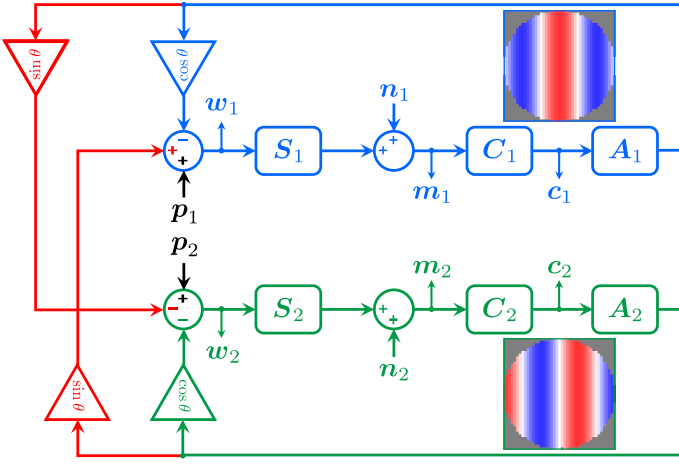 sin θ
cos θ
w₁
n₁
−
+
+
S₁
+
+
C₁
A₁
m₁
c₁
p₁
p₂
m₂
c₂
+
−
−
S₂
+
+
C₂
A₂
w₂
n₂
sin θ
cos θ